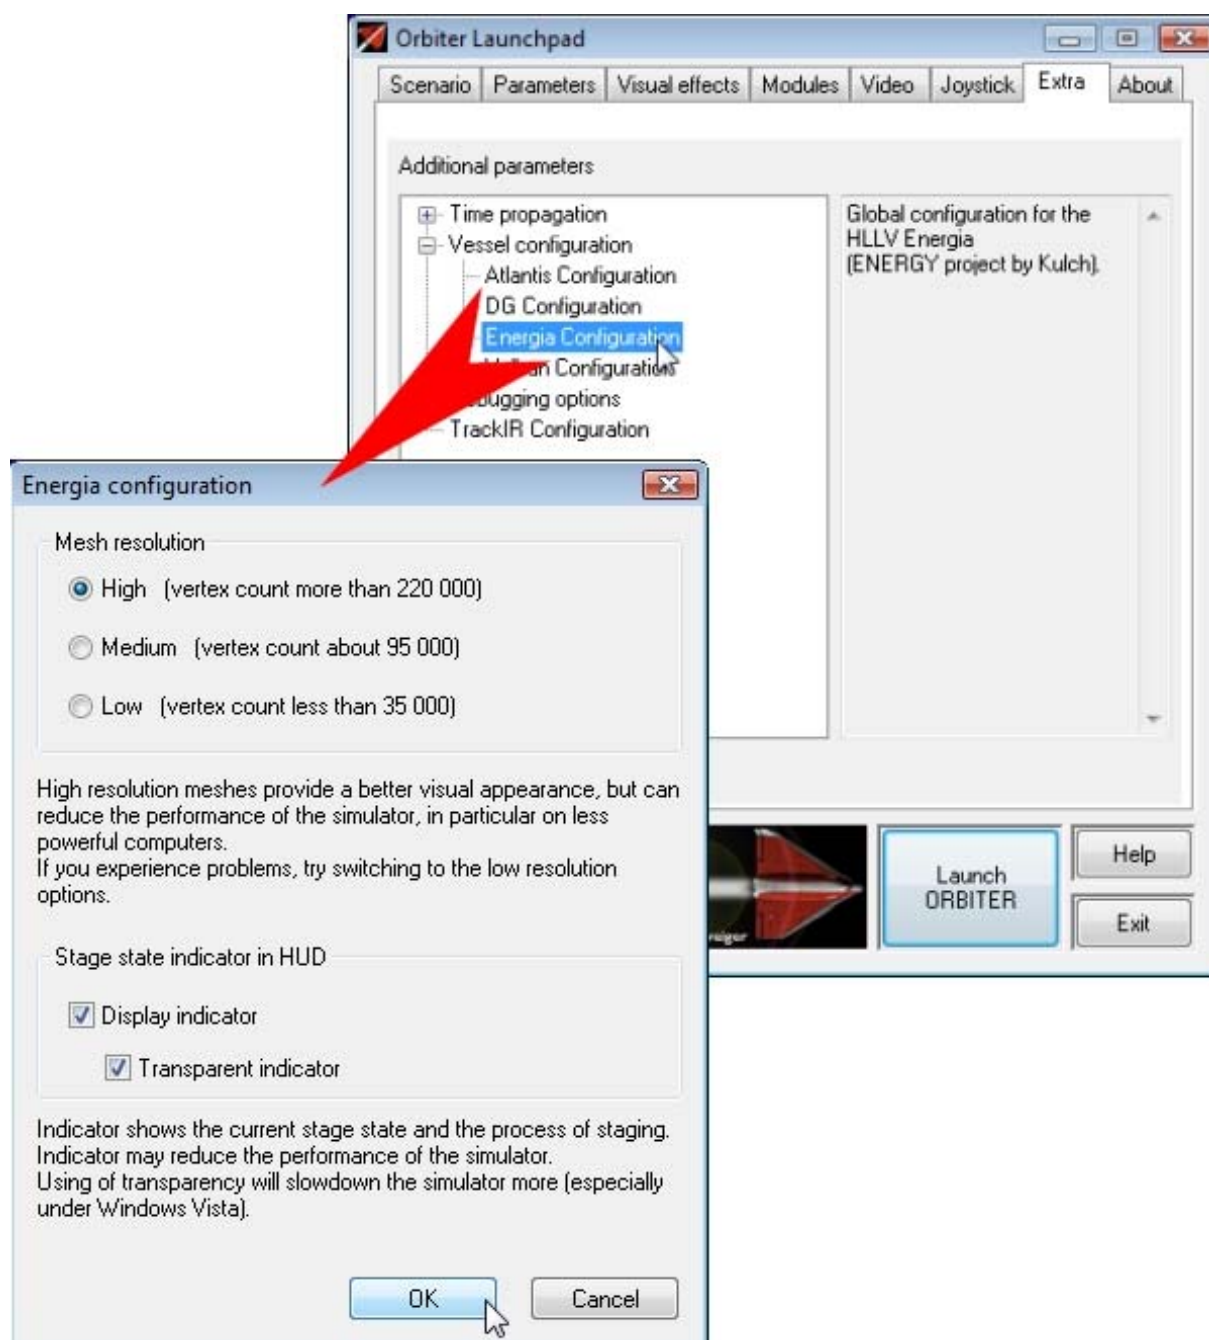 Orbiter Launchpad
Scenario Parameters Visual effects Modules Video Joystick Extra About
Additional parameters
Time propagation
Vessel configuration
Atlantis Configuration
DG Configuration
Energia Configuration
Configuration
options
TrackIR Configuration
Global configuration for the
HLLV Energia
(ENERGY project by Kulch).
Launch
ORBITER
Help
Exit
Energia configuration
Mesh resolution
High (vertex count more than 220 000)
Medium (vertex count about 95 000)
Low (vertex count less than 35 000)
High resolution meshes provide a better visual appearance, but can
reduce the performance of the simulator, in particular on less
powerful computers.
If you experience problems, try switching to the low resolution
options.
Stage state indicator in HUD
Display indicator
Transparent indicator
Indicator shows the current stage state and the process of staging.
Indicator may reduce the performance of the simulator.
Using of transparency will slowdown the simulator more (especially
under Windows Vista).
OK Cancel